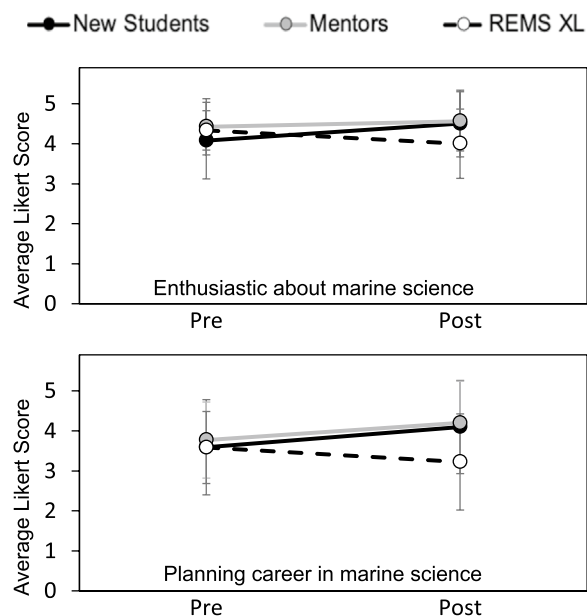 New Students Mentors REMS XL
Average Likert Score
5
4
3
2
1
0
Enthusiastic about marine science
Pre Post
Average Likert Score
5
4
3
2
1
0
Planning career in marine science
Pre Post